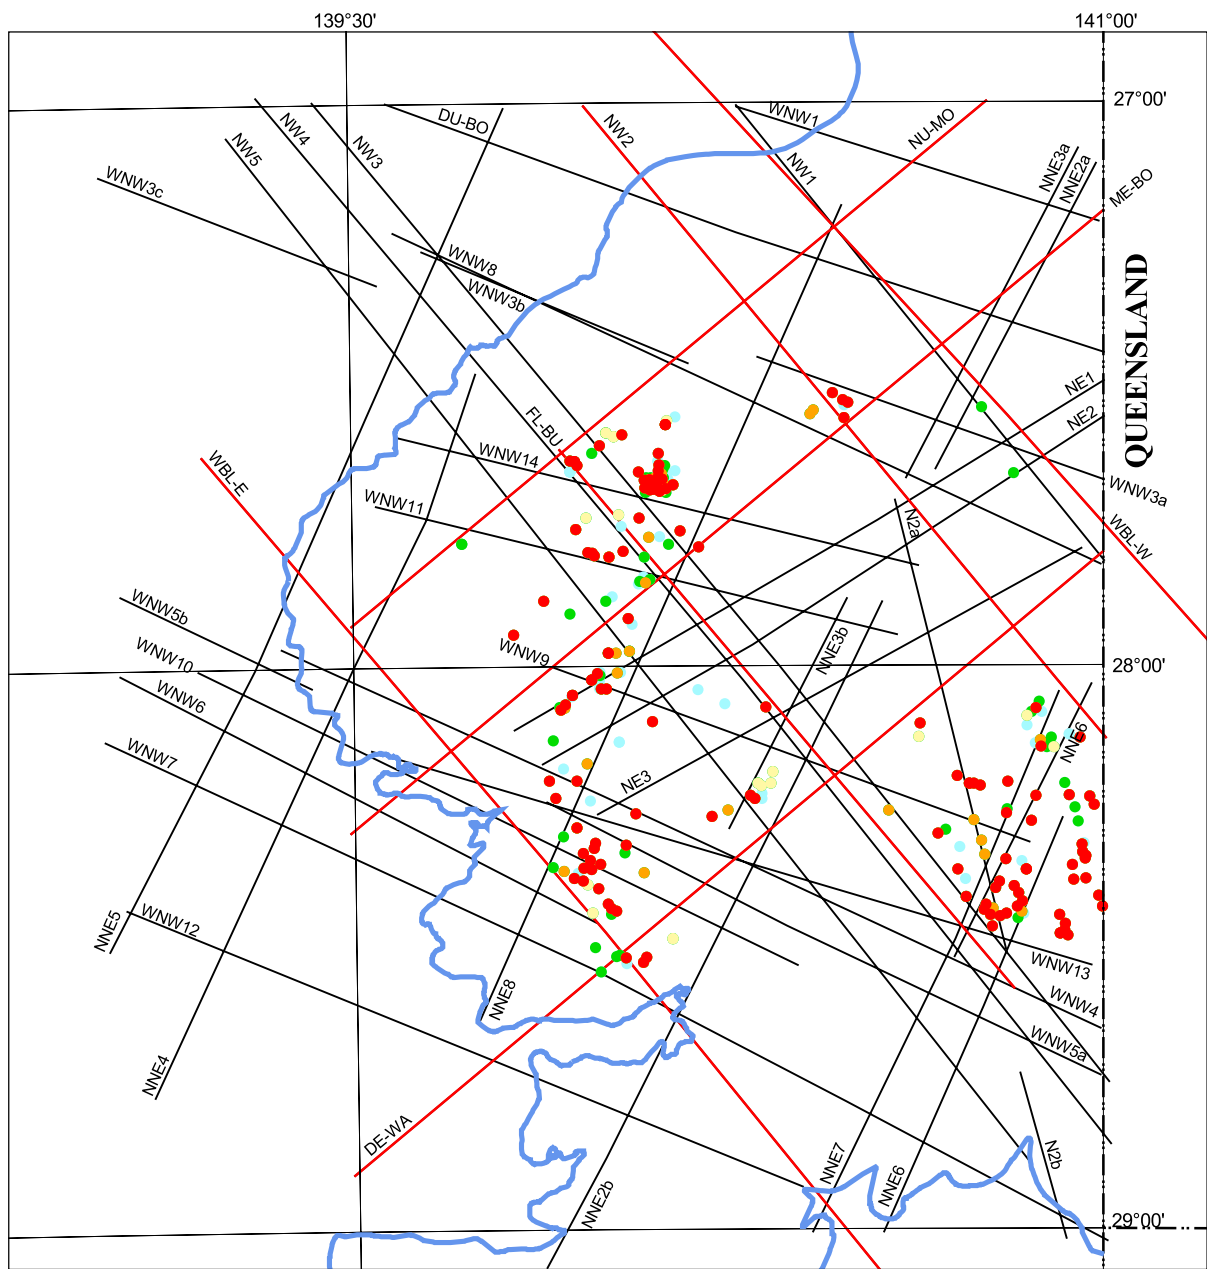 139°30'
141°00'
27°00'
DU-BO
NW2
WNW1
NU-MO
NW4
NW3
NW5
NW1
NNE3a
NNE2a
ME-BO
WNW3c
WNW8
WNW3b
QUEENSLAND
NE1
NE2
FL-BU
WNW14
WBL-E
WNW11
WNW3a
N2a
WBL-W
WNW5b
WNW10
WNW9
NNE3b
28°00'
WNW6
WNW7
NE3
NNE6
WNW12
NNE5
WNW13
NNE8
WNW4
WNW5a
NNE4
DE-WA
N2b
NNE7
NNE6
NNE2b
29°00'